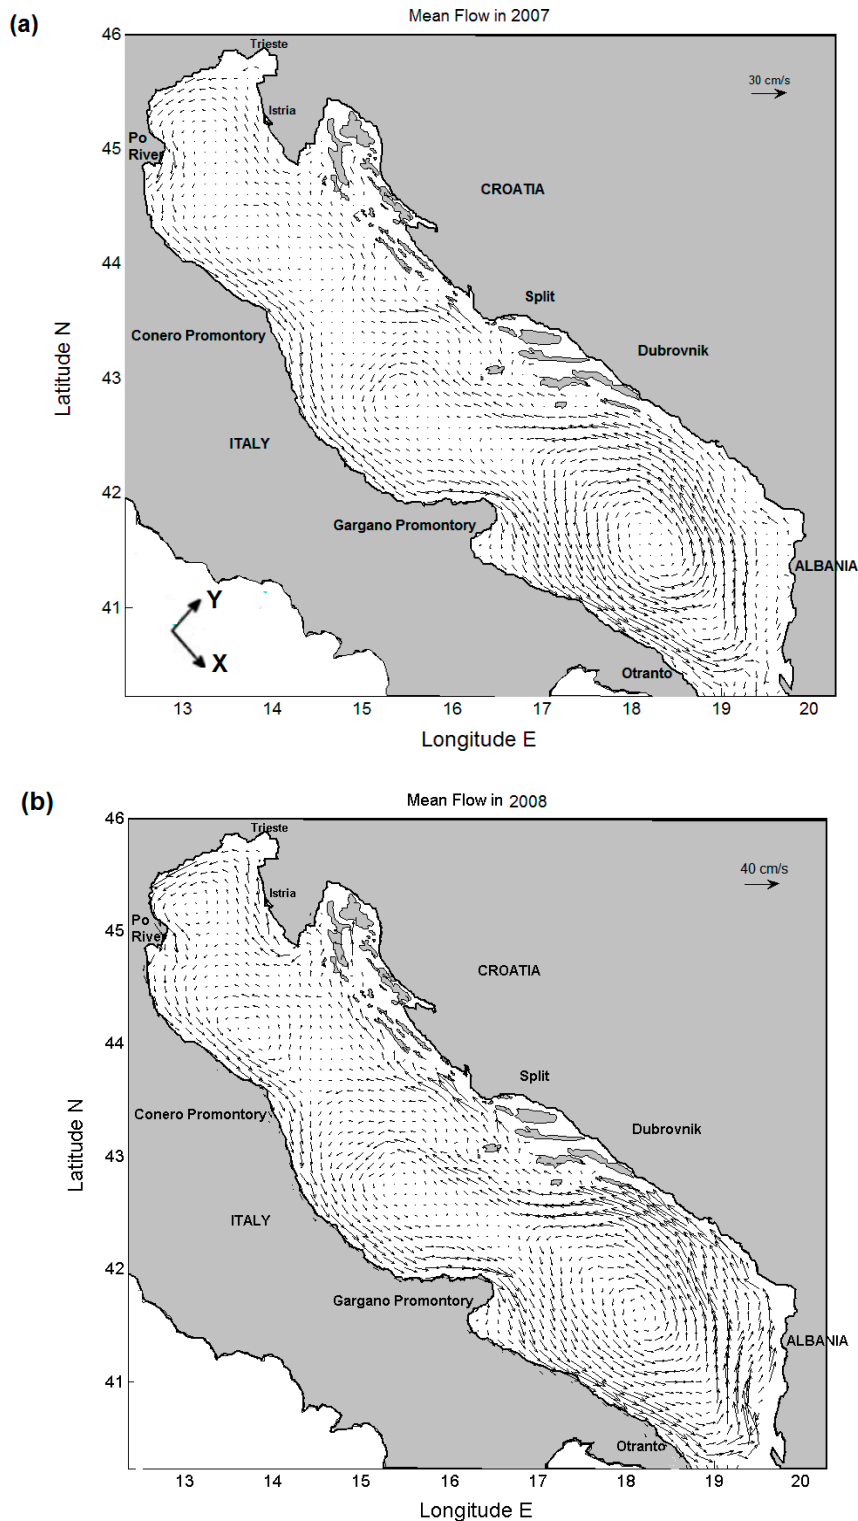 (a)
Mean Flow in 2007
46
Trieste
30 cm/s
Istria
Po
River
45
CROATIA
44
Split
Conero Promontory
Dubrovnik
43
Latitude N
ITALY
42
Gargano Promontory
ALBANIA
Y
41
X
Otranto
13 14 15 16 17 18 19 20
Longitude E
(b)
Mean Flow in 2008
46
Trieste
40 cm/s
Istria
Po
River
45
CROATIA
44
Split
Conero Promontory
Dubrovnik
43
Latitude N
ITALY
42
Gargano Promontory
ALBANIA
41
Otranto
13 14 15 16 17 18 19 20
Longitude E